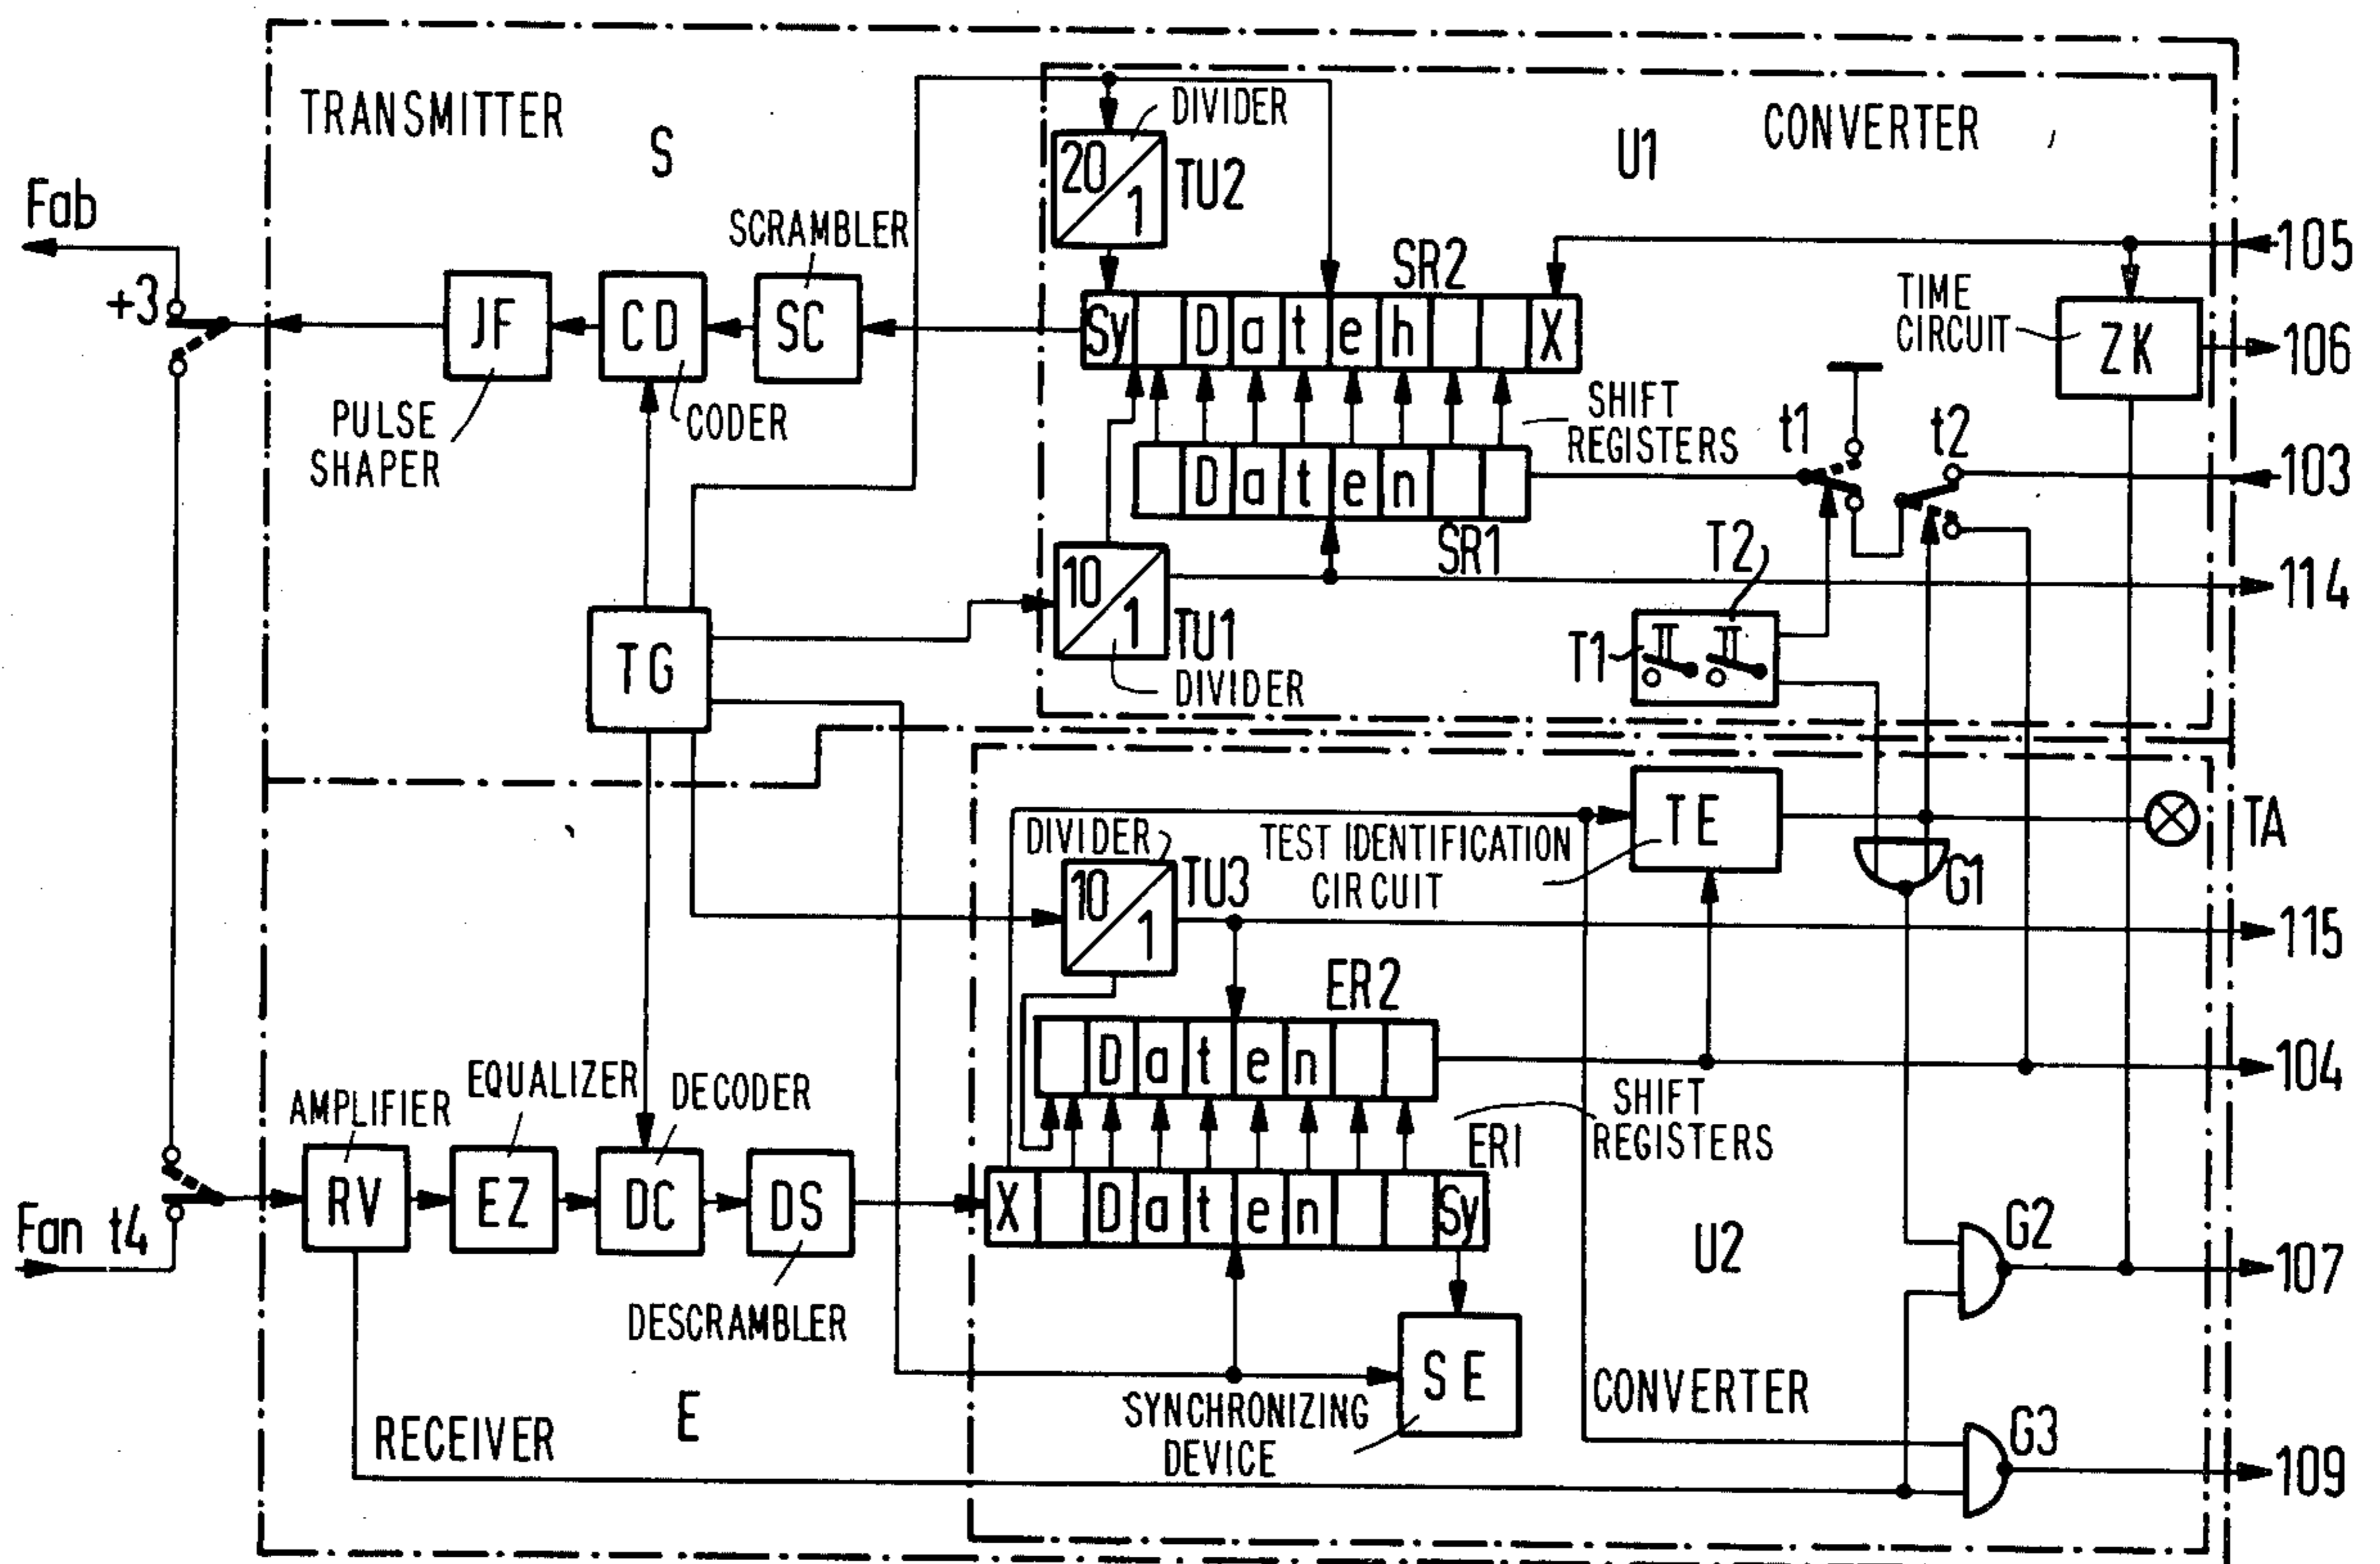 TRANSMITTER
S
DIVIDER
20
1
TU2
U1
CONVERTER
Fab
+3
SCRAMBLER
JF
CD
SC
PULSE
SHAPER
CODER
SR2
Sy D a t e h X
SHIFT
REGISTERS
D a t e n
SR1
105
TIME
CIRCUIT
ZK
106
t1
t2
103
114
T2
T1
TG
10
1
TU1
DIVIDER
DIVIDER
10
1
TU3
TEST IDENTIFICATION
CIRCUIT
TE
TA
G1
115
ER2
D a t e n
104
SHIFT
REGISTERS
ER1
X D a t e n Sy
AMPLIFIER
EQUALIZER
DECODER
RV
EZ
DC
DS
Fan t4
DESCRAMBLER
U2
G2
107
SE
SYNCHRONIZING
DEVICE
CONVERTER
RECEIVER
E
G3
109